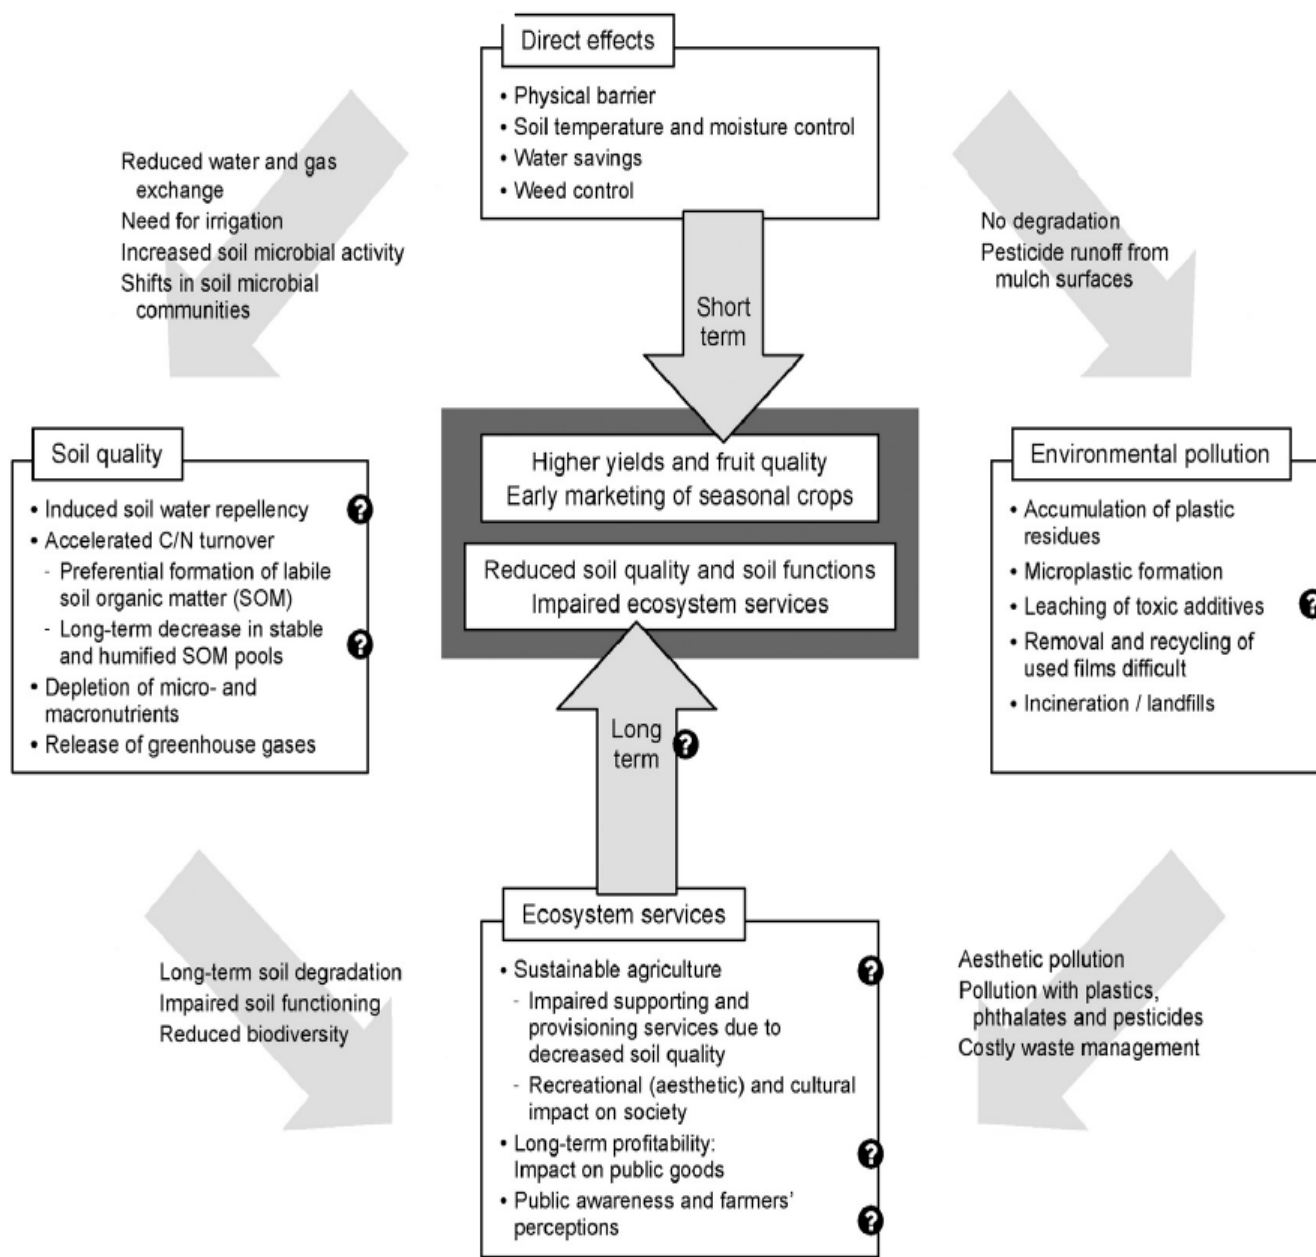 Direct effects
• Physical barrier
• Soil temperature and moisture control
• Water savings
• Weed control
Reduced water and gas
exchange
Need for irrigation
Increased soil microbial activity
Shifts in soil microbial
communities
No degradation
Pesticide runoff from
mulch surfaces
Short
term
Higher yields and fruit quality
Early marketing of seasonal crops
Reduced soil quality and soil functions
Impaired ecosystem services
Soil quality
• Induced soil water repellency ?
• Accelerated C/N turnover
- Preferential formation of labile
soil organic matter (SOM)
- Long-term decrease in stable
and humified SOM pools ?
• Depletion of micro- and
macronutrients
• Release of greenhouse gases
Environmental pollution
• Accumulation of plastic
residues
• Microplastic formation
• Leaching of toxic additives ?
• Removal and recycling of
used films difficult
• Incineration / landfills
Long
term ?
Long-term soil degradation
Impaired soil functioning
Reduced biodiversity
Ecosystem services
• Sustainable agriculture ?
- Impaired supporting and
provisioning services due to
decreased soil quality
- Recreational (aesthetic) and cultural
impact on society
• Long-term profitability:
Impact on public goods ?
• Public awareness and farmers'
perceptions ?
Aesthetic pollution
Pollution with plastics,
phthalates and pesticides
Costly waste management